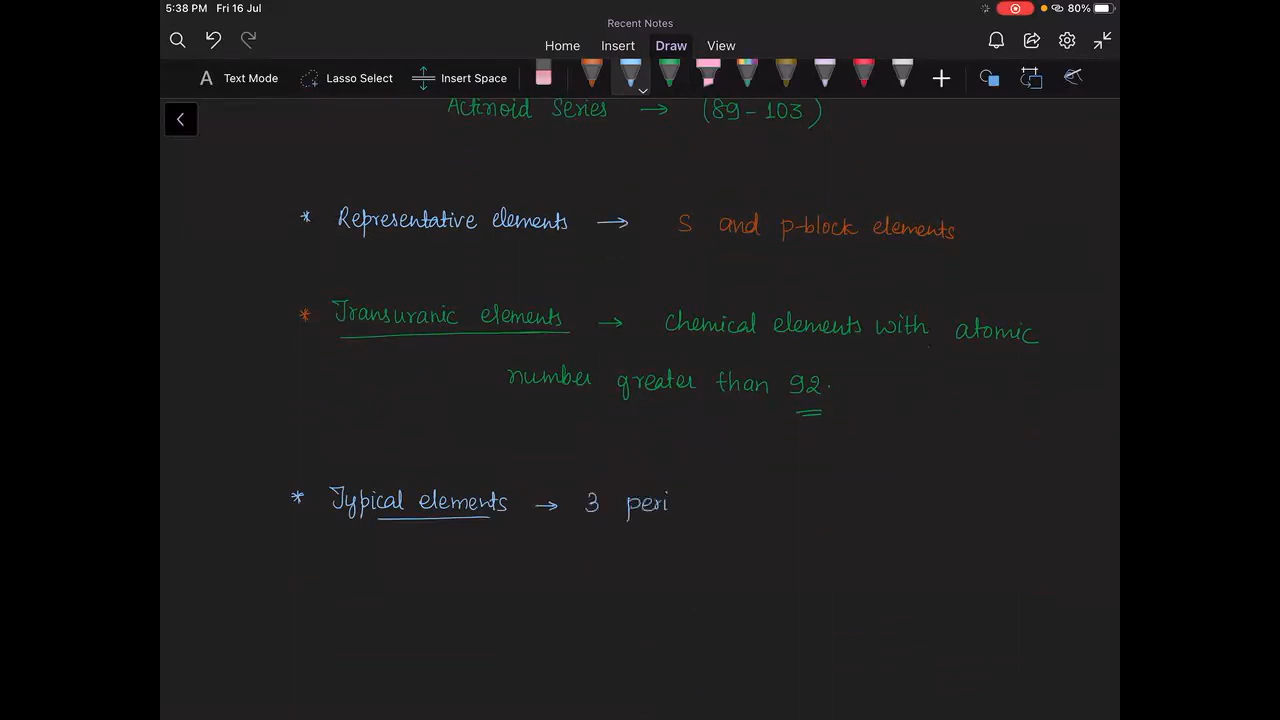 5:38 PM Fri 16 Jul
80%
Recent Notes
Home Insert Draw View
Text Mode Lasso Select Insert Space
Actinoid Series → (89-103)
* Representative elements → S and p-block elements
* Transuranic elements → Chemical elements with atomic
number greater than 92.
* Typical elements → 3 peri